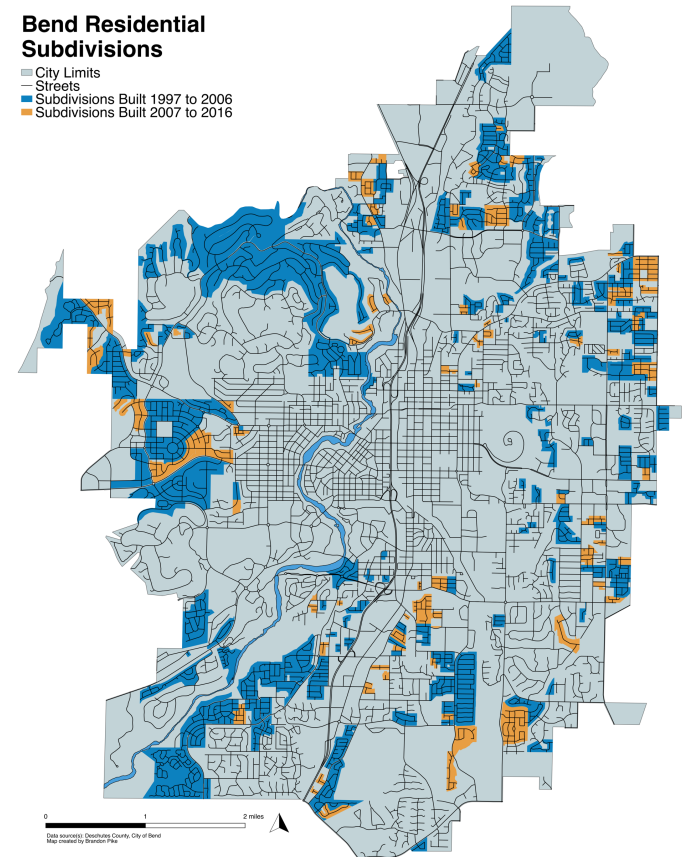 Bend Residential
Subdivisions
City Limits
Streets
Subdivisions Built 1997 to 2006
Subdivisions Built 2007 to 2016
0 1 2 miles
Data source(s): Deschutes County, City of Bend
Map created by Brandon Pike